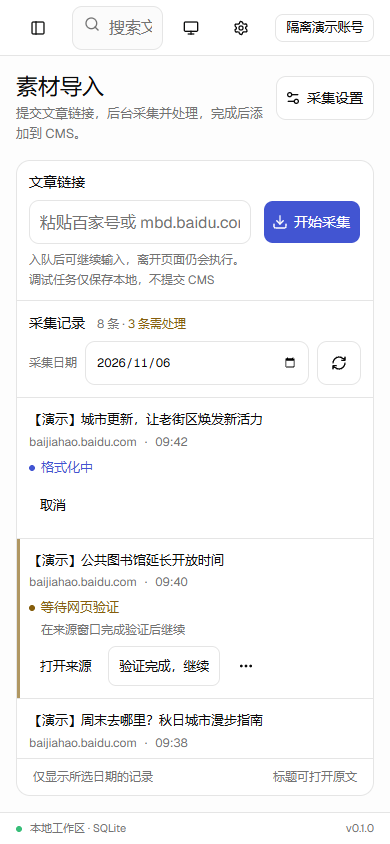 搜索文
隔离演示账号
素材导入
提交文章链接，后台采集并处理，完成后添
加到 CMS。
采集设置
文章链接
粘贴百家号或 mbd.baidu.com
开始采集
入队后可继续输入，离开页面仍会执行。
调试任务仅保存本地，不提交 CMS
采集记录 8 条 · 3 条需处理
采集日期 2026/11/06
【演示】城市更新，让老街区焕发新活力
baijiahao.baidu.com · 09:42
格式化中
取消
【演示】公共图书馆延长开放时间
baijiahao.baidu.com · 09:40
等待网页验证
在来源窗口完成验证后继续
打开来源 验证完成，继续 ···
【演示】周末去哪里？秋日城市漫步指南
baijiahao.baidu.com · 09:38
仅显示所选日期的记录 标题可打开原文
本地工作区 · SQLite v0.1.0